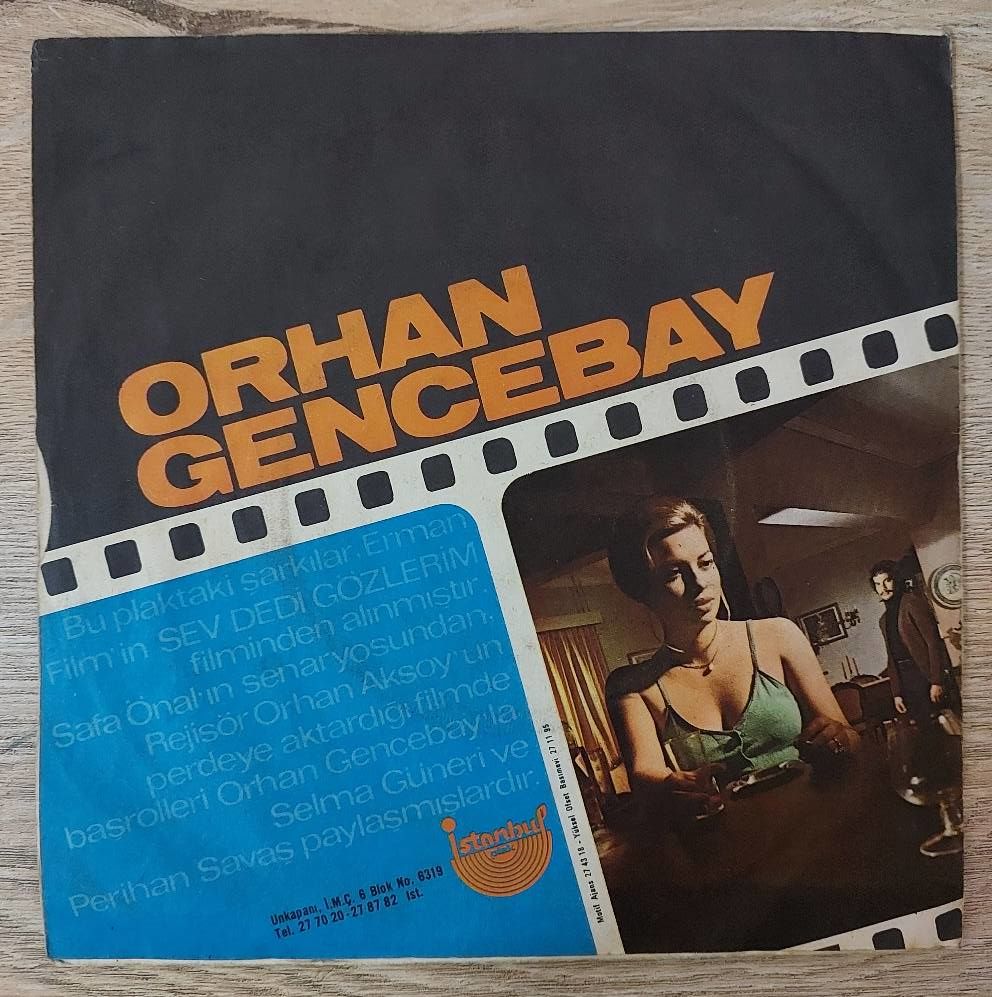 ORHAN
GENCEBAY
Bu plaktaki şarkılar, Erman
Film'in SEV DEDİ GÖZLERİM
filminden alınmıştır
Safa Önal'ın senaryosundan,
Rejisör Orhan Aksoy'un
perdeye aktardığı filmde
başrolleri Orhan Gencebay'la,
Selma Güneri ve
Perihan Savaş paylaşmışlardır.
istanbul
Unkapanı, İ.M.Ç. 6 Blok No. 6319
Tel. 27 70 20-27 87 82 ist.
Motif Ajans 27 43 18 - Yüksel Ofset Basımevi 27 11 95